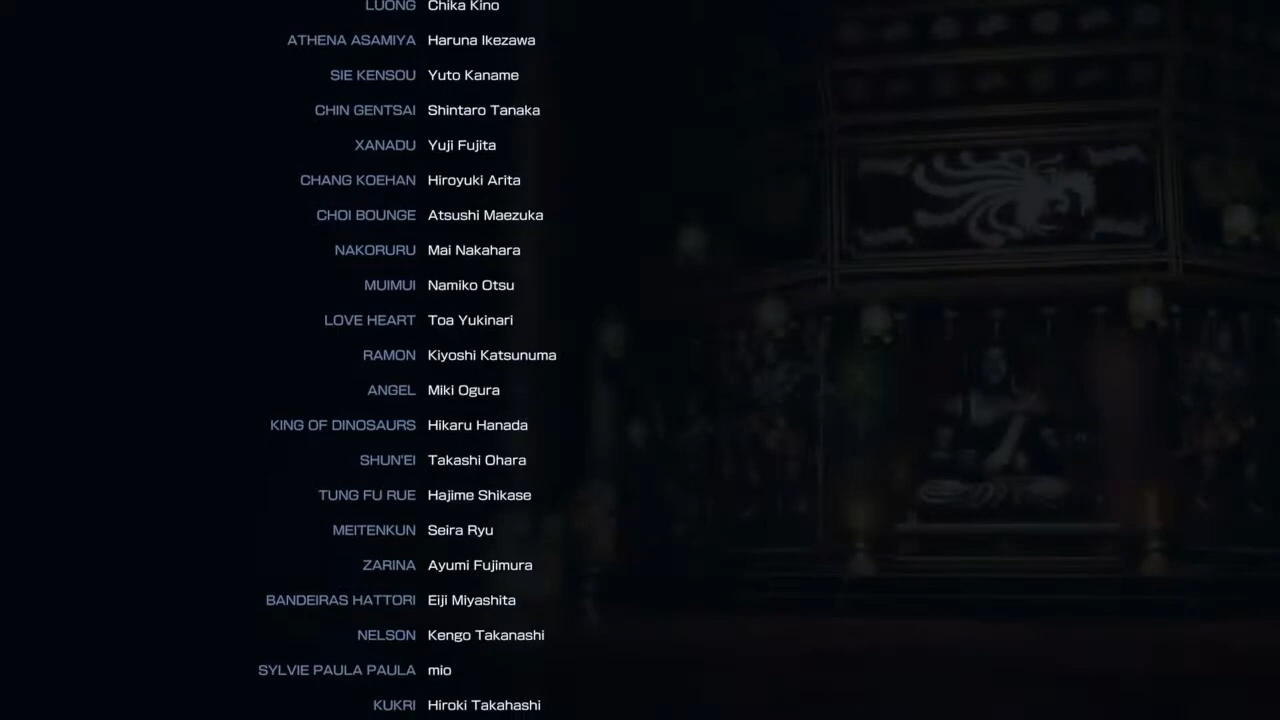 LUONG Chika Kino
ATHENA ASAMIYA Haruna Ikezawa
SIE KENSOU Yuto Kaname
CHIN GENTSAI Shintaro Tanaka
XANADU Yuji Fujita
CHANG KOEHAN Hiroyuki Arita
CHOI BOUNGE Atsushi Maezuka
NAKORURU Mai Nakahara
MUIMUI Namiko Otsu
LOVE HEART Toa Yukinari
RAMON Kiyoshi Katsunuma
ANGEL Miki Ogura
KING OF DINOSAURS Hikaru Hanada
SHUN'EI Takashi Ohara
TUNG FU RUE Hajime Shikase
MEITENKUN Seira Ryu
ZARINA Ayumi Fujimura
BANDEIRAS HATTORI Eiji Miyashita
NELSON Kengo Takanashi
SYLVIE PAULA PAULA mio
KUKRI Hiroki Takahashi